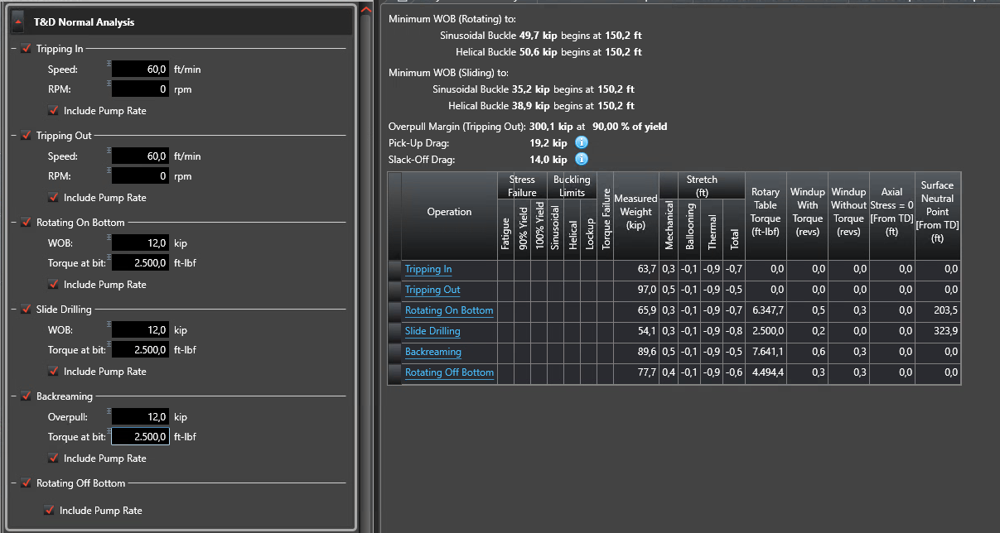 T&D Normal Analysis
Tripping In
Speed: 60,0 ft/min
RPM: 0 rpm
Include Pump Rate
Tripping Out
Speed: 60,0 ft/min
RPM: 0 rpm
Include Pump Rate
Rotating On Bottom
WOB: 12,0 kip
Torque at bit: 2.500,0 ft-lbf
Include Pump Rate
Slide Drilling
WOB: 12,0 kip
Torque at bit: 2.500,0 ft-lbf
Include Pump Rate
Backreaming
Overpull: 12,0 kip
Torque at bit: 2.500,0 ft-lbf
Include Pump Rate
Rotating Off Bottom
Include Pump Rate
Minimum WOB (Rotating) to:
Sinusoidal Buckle 49,7 kip begins at 150,2 ft
Helical Buckle 50,6 kip begins at 150,2 ft
Minimum WOB (Sliding) to:
Sinusoidal Buckle 35,2 kip begins at 150,2 ft
Helical Buckle 38,9 kip begins at 150,2 ft
Overpull Margin (Tripping Out): 300,1 kip at 90,00 % of yield
Pick-Up Drag: 19,2 kip
Slack-Off Drag: 14,0 kip
Operation
Stress
Failure
Fatigue
90% Yield
100% Yield
Buckling
Limits
Sinusoidal
Helical
Lockup
Torque Failure
Measured
Weight
(kip)
Stretch
(ft)
Mechanical
Ballooning
Thermal
Total
Rotary
Table
Torque
(ft-lbf)
Windup
With
Torque
(revs)
Windup
Without
Torque
(revs)
Axial
Stress = 0
[From TD]
(ft)
Surface
Neutral
Point
[From TD]
(ft)
Tripping In 63,7 0,3 -0,1 -0,9 -0,7 0,0 0,0 0,0 0,0 0,0
Tripping Out 97,0 0,5 -0,1 -0,9 -0,5 0,0 0,0 0,0 0,0 0,0
Rotating On Bottom 65,9 0,3 -0,1 -0,9 -0,7 6.347,7 0,5 0,3 0,0 203,5
Slide Drilling 54,1 0,3 -0,1 -0,9 -0,8 2.500,0 0,2 0,0 0,0 323,9
Backreaming 89,6 0,5 -0,1 -0,9 -0,5 7.641,1 0,6 0,3 0,0 0,0
Rotating Off Bottom 77,7 0,4 -0,1 -0,9 -0,6 4.494,4 0,3 0,3 0,0 0,0